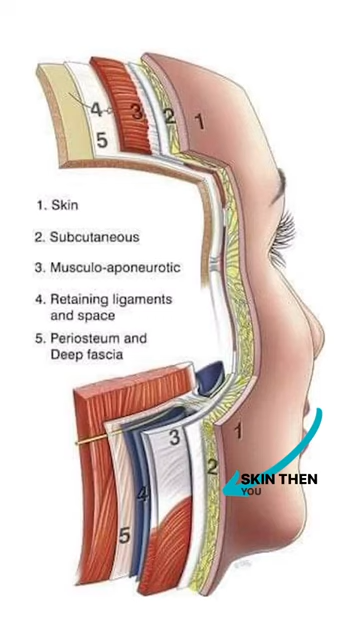 4 3 2 1
5
1. Skin
2. Subcutaneous
3. Musculo-aponeurotic
4. Retaining ligaments
and space
5. Periosteum and
Deep fascia
3 1
2
4
5
SKIN THEN
YOU